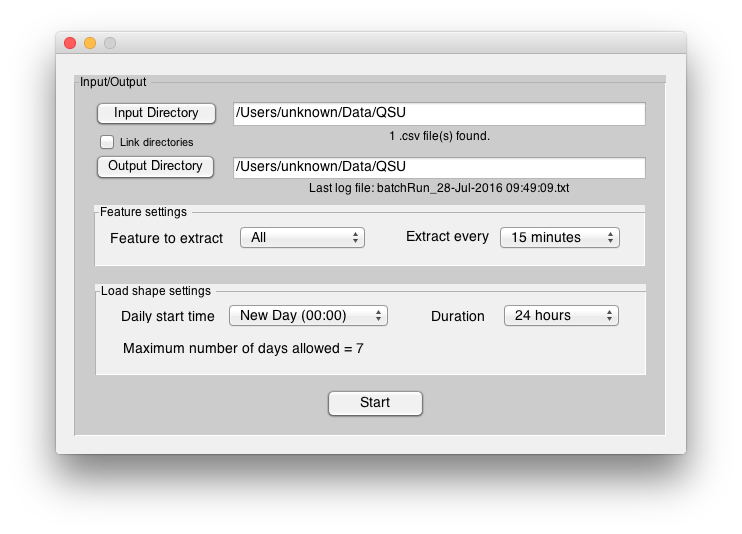 Input/Output
Input Directory
/Users/unknown/Data/QSU
1 .csv file(s) found.
Link directories
Output Directory
/Users/unknown/Data/QSU
Last log file: batchRun_28-Jul-2016 09:49:09.txt
Feature settings
Feature to extract
All
Extract every
15 minutes
Load shape settings
Daily start time
New Day (00:00)
Duration
24 hours
Maximum number of days allowed = 7
Start